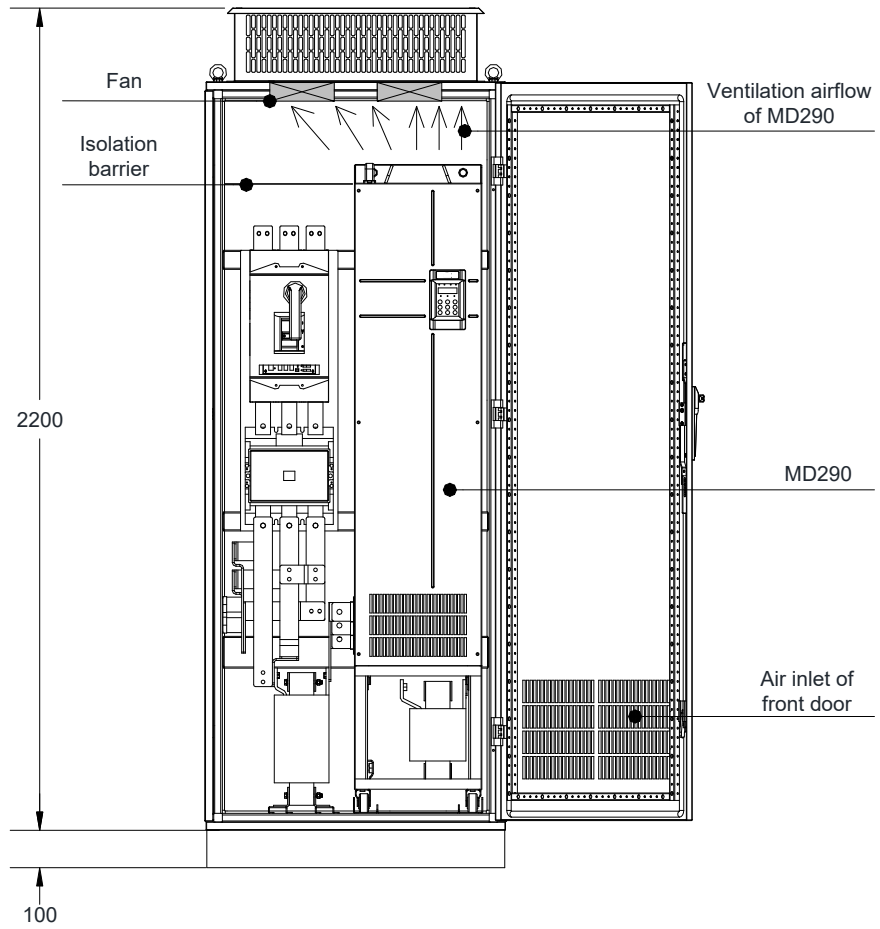 Fan
Ventilation airflow
of MD290
Isolation
barrier
2200
MD290
Air inlet of
front door
100